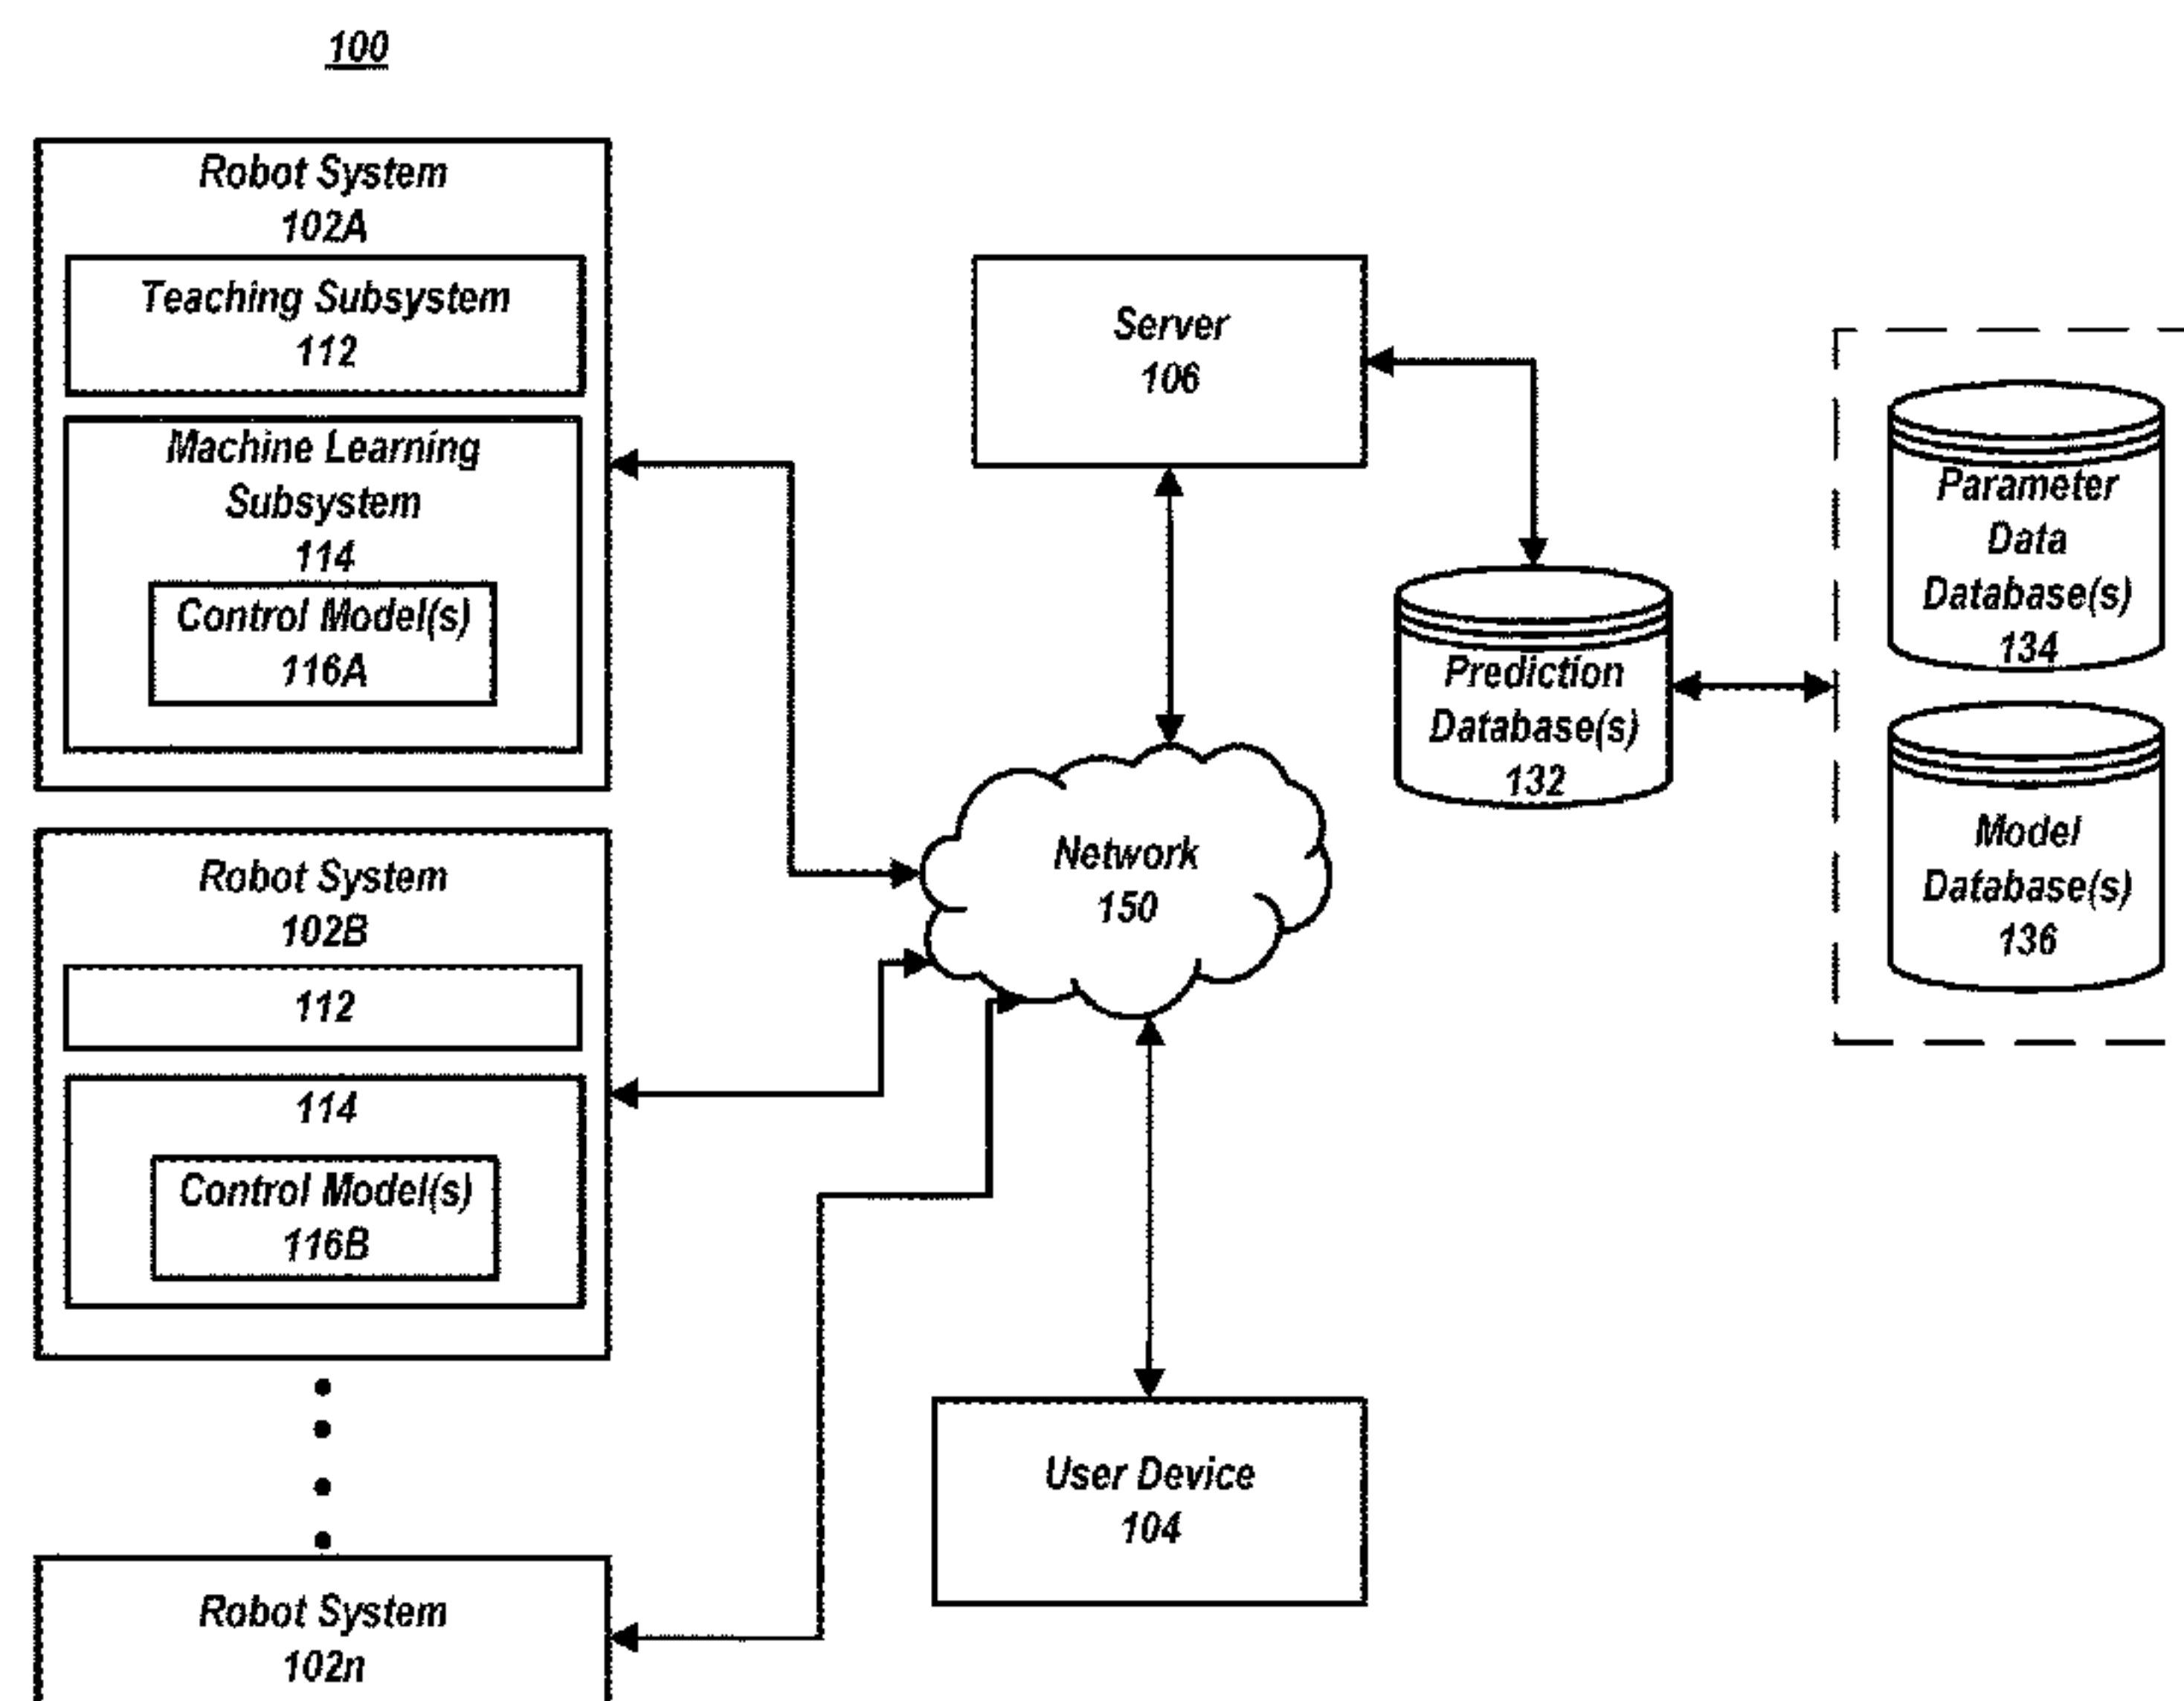 100
Robot System
102A
Teaching Subsystem
112
Machine Learning
Subsystem
114
Control Model(s)
116A
Robot System
102B
112
114
Control Model(s)
116B
Robot System
102n
Server
106
Network
150
User Device
104
Prediction
Database(s)
132
Parameter
Data
Database(s)
134
Model
Database(s)
136